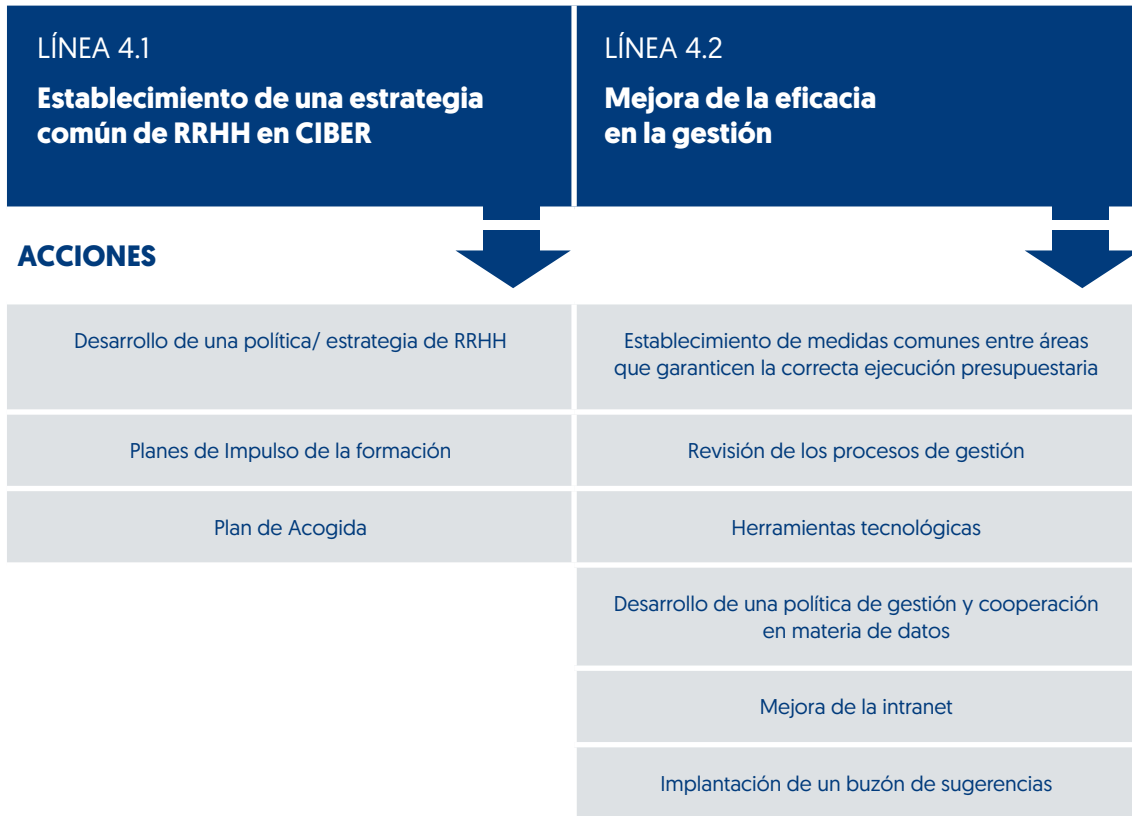 LÍNEA 4.1
Establecimiento de una estrategia
común de RRHH en CIBER
LÍNEA 4.2
Mejora de la eficacia
en la gestión
ACCIONES
Desarrollo de una política/ estrategia de RRHH
Planes de Impulso de la formación
Plan de Acogida
Establecimiento de medidas comunes entre áreas
que garanticen la correcta ejecución presupuestaria
Revisión de los procesos de gestión
Herramientas tecnológicas
Desarrollo de una política de gestión y cooperación
en materia de datos
Mejora de la intranet
Implantación de un buzón de sugerencias